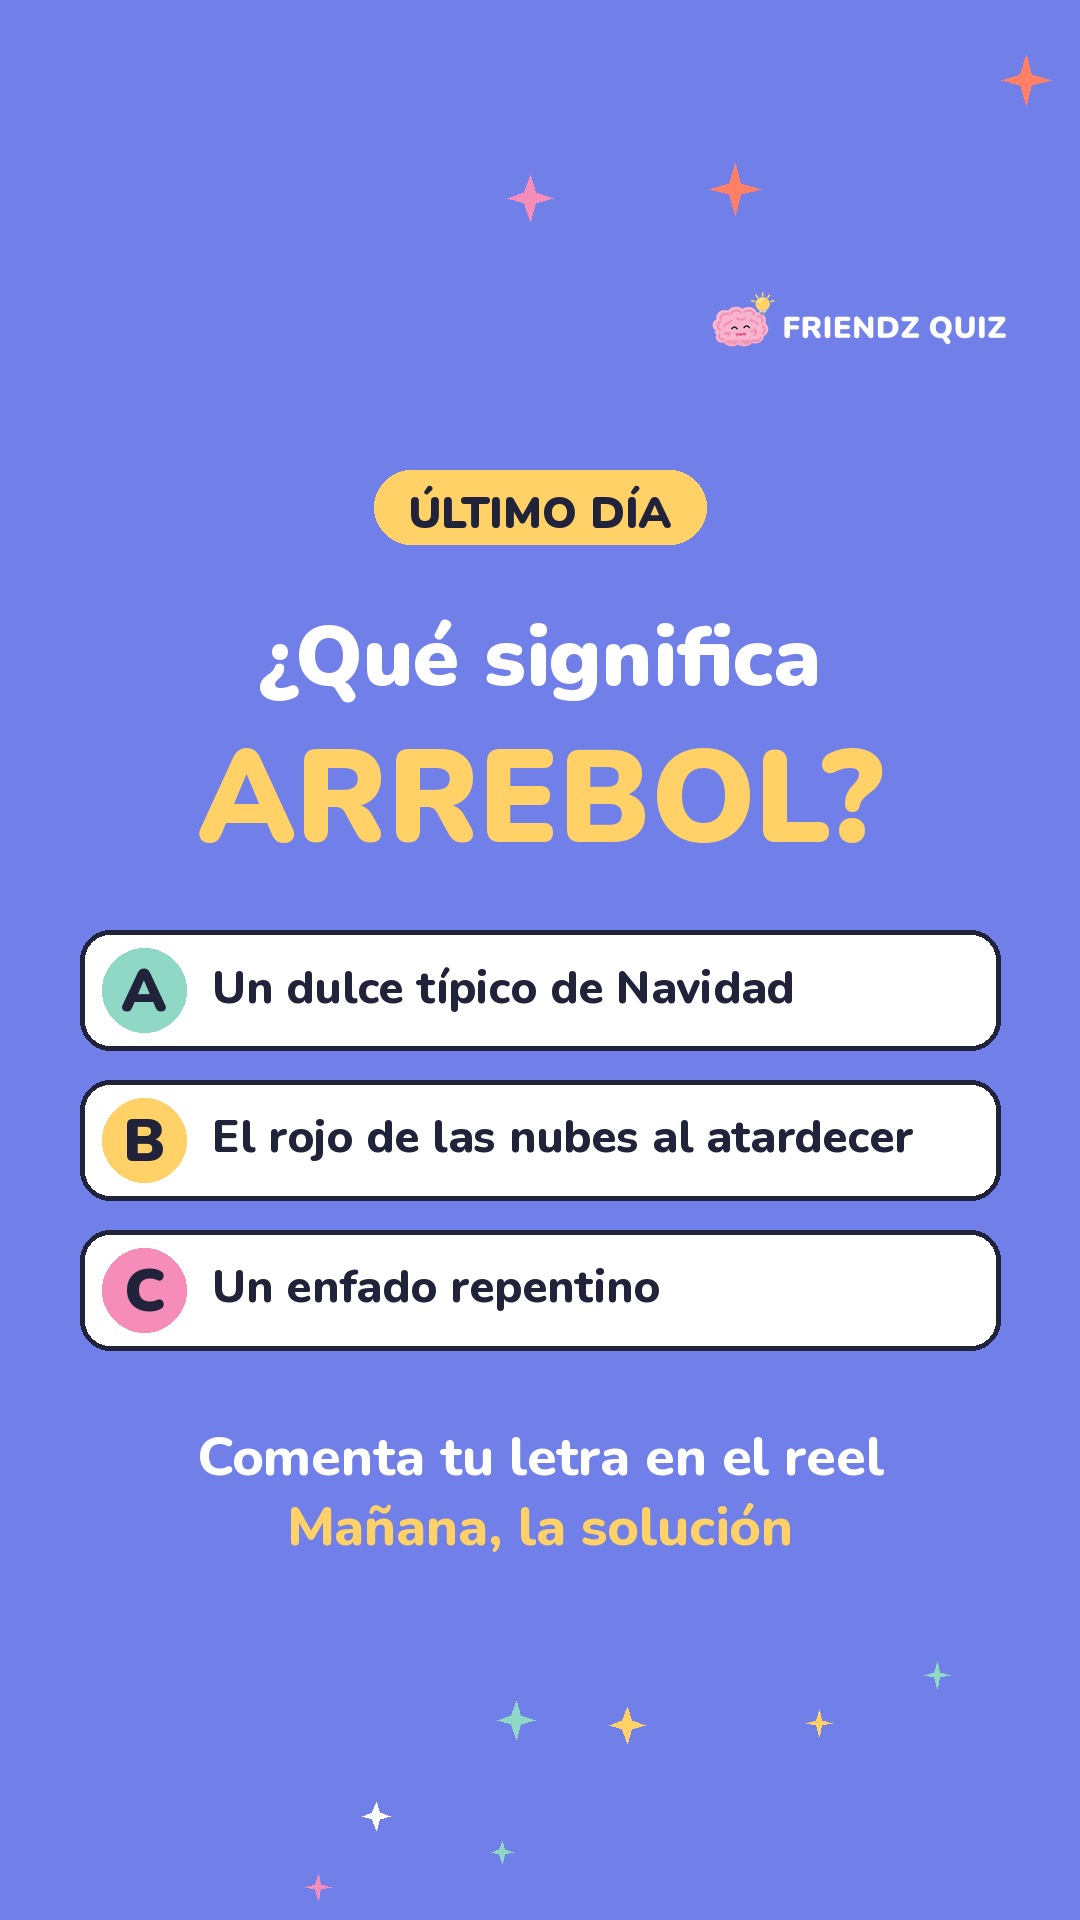 FRIENDZ QUIZ
ÚLTIMO DÍA
¿Qué significa
ARREBOL?
A Un dulce típico de Navidad
B El rojo de las nubes al atardecer
C Un enfado repentino
Comenta tu letra en el reel
Mañana, la solución